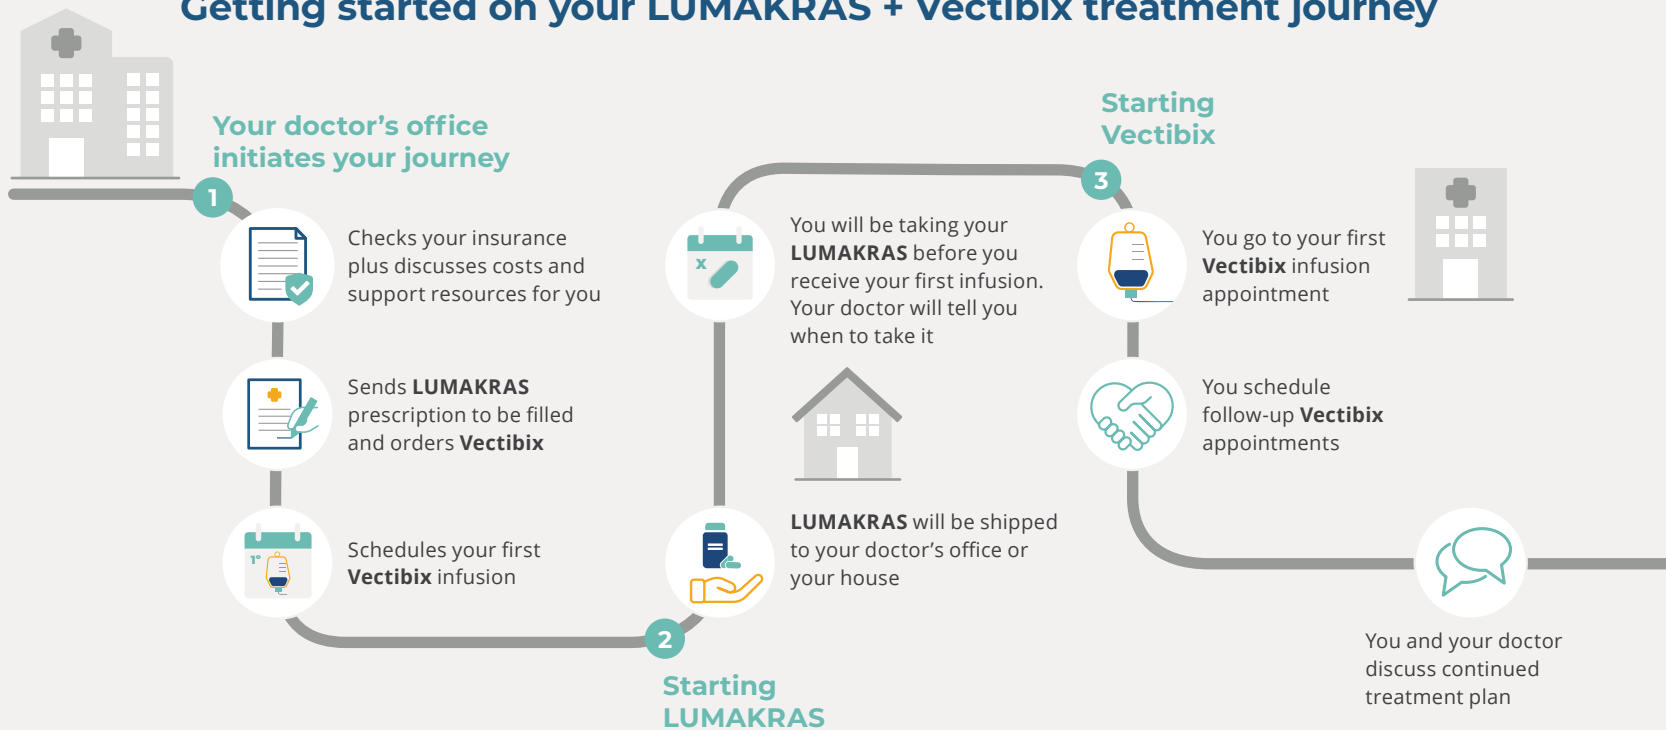 Getting started on your LUMAKRAS + Vectibix treatment journey
Your doctor's office
initiates your journey
1
Checks your insurance
plus discusses costs and
support resources for you
Sends LUMAKRAS
prescription to be filled
and orders Vectibix
1º
Schedules your first
Vectibix infusion
2
Starting
LUMAKRAS
LUMAKRAS will be shipped
to your doctor's office or
your house
x
You will be taking your
LUMAKRAS before you
receive your first infusion.
Your doctor will tell you
when to take it
Starting
Vectibix
3
You go to your first
Vectibix infusion
appointment
You schedule
follow-up Vectibix
appointments
You and your doctor
discuss continued
treatment plan